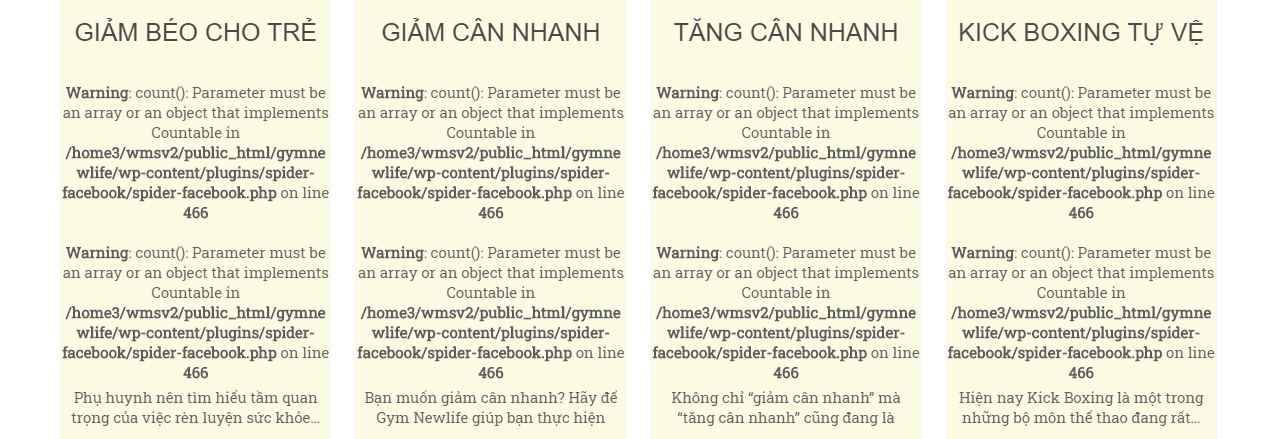 GIẢM BÉO CHO TRẺ
Warning: count(): Parameter must be
an array or an object that implements
Countable in
/home3/wmsv2/public_html/gymne
wlife/wp-content/plugins/spider-
facebook/spider-facebook.php on line
466
Warning: count(): Parameter must be
an array or an object that implements
Countable in
/home3/wmsv2/public_html/gymne
wlife/wp-content/plugins/spider-
facebook/spider-facebook.php on line
466
Phụ huynh nên tìm hiểu tầm quan
trọng của việc rèn luyện sức khỏe...
GIẢM CÂN NHANH
Warning: count(): Parameter must be
an array or an object that implements
Countable in
/home3/wmsv2/public_html/gymne
wlife/wp-content/plugins/spider-
facebook/spider-facebook.php on line
466
Warning: count(): Parameter must be
an array or an object that implements
Countable in
/home3/wmsv2/public_html/gymne
wlife/wp-content/plugins/spider-
facebook/spider-facebook.php on line
466
Bạn muốn giảm cân nhanh? Hãy để
Gym Newlife giúp bạn thực hiện
TĂNG CÂN NHANH
Warning: count(): Parameter must be
an array or an object that implements
Countable in
/home3/wmsv2/public_html/gymne
wlife/wp-content/plugins/spider-
facebook/spider-facebook.php on line
466
Warning: count(): Parameter must be
an array or an object that implements
Countable in
/home3/wmsv2/public_html/gymne
wlife/wp-content/plugins/spider-
facebook/spider-facebook.php on line
466
Không chỉ “giảm cân nhanh” mà
“tăng cân nhanh” cũng đang là
KICK BOXING TỰ VỆ
Warning: count(): Parameter must be
an array or an object that implements
Countable in
/home3/wmsv2/public_html/gymne
wlife/wp-content/plugins/spider-
facebook/spider-facebook.php on line
466
Warning: count(): Parameter must be
an array or an object that implements
Countable in
/home3/wmsv2/public_html/gymne
wlife/wp-content/plugins/spider-
facebook/spider-facebook.php on line
466
Hiện nay Kick Boxing là một trong
những bộ môn thể thao đang rất...